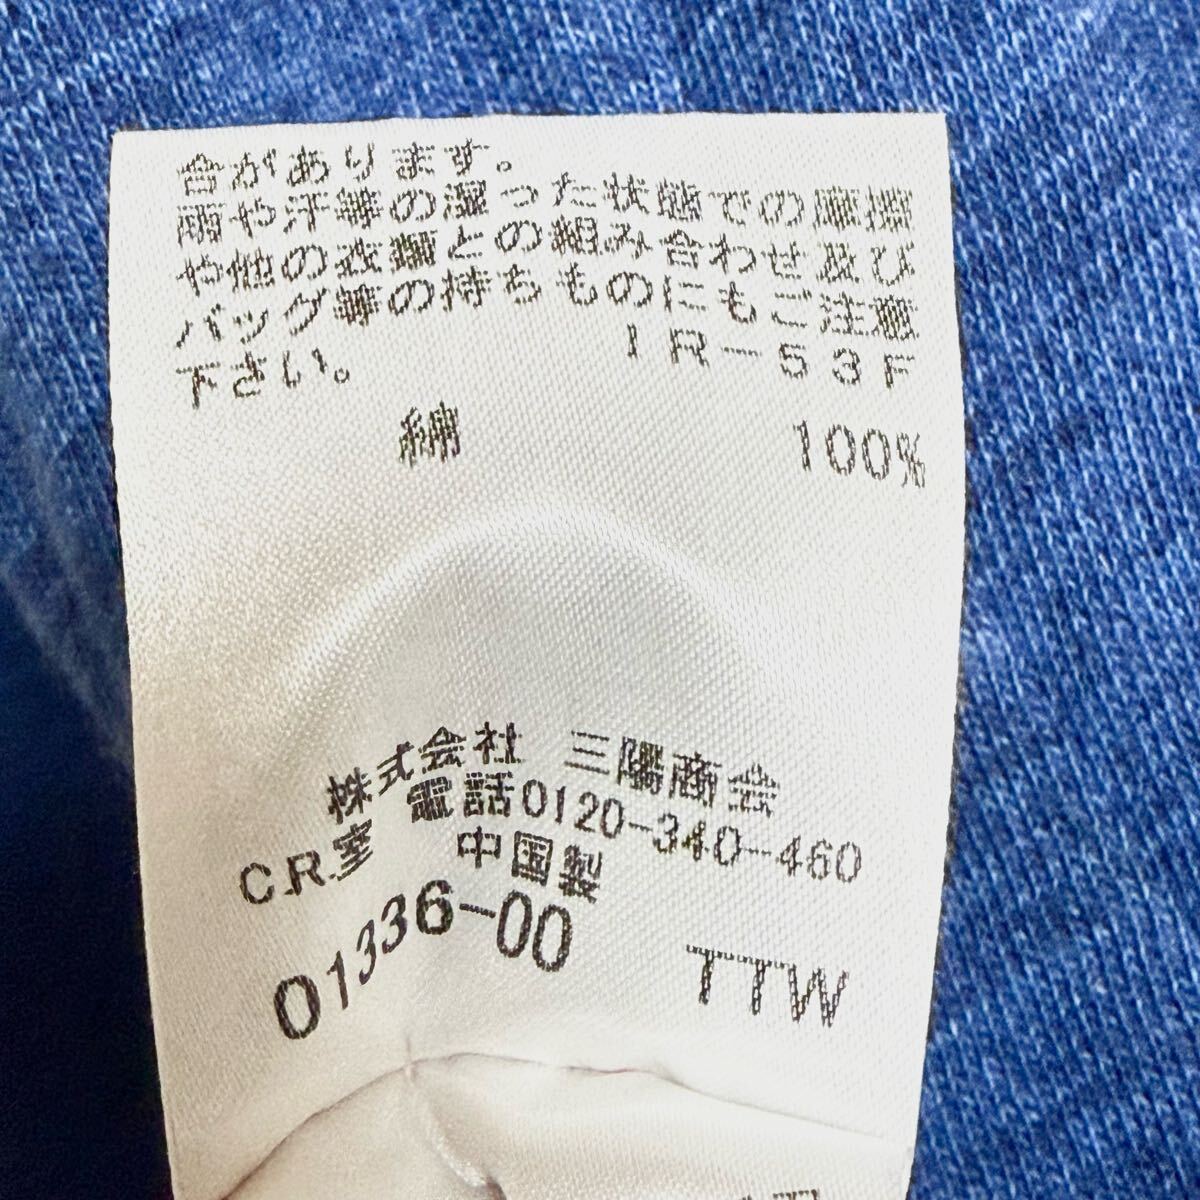 合があります。
雨や汗等の湿った状態での摩擦
や他の衣類との組み合わせ及び
バッグ等の持ちものにもご注意
下さい。 IR-53F
綿 100%
株式会社 三陽商会
C.R.室 電話0120-340-460
中国製
01336-00 TTW